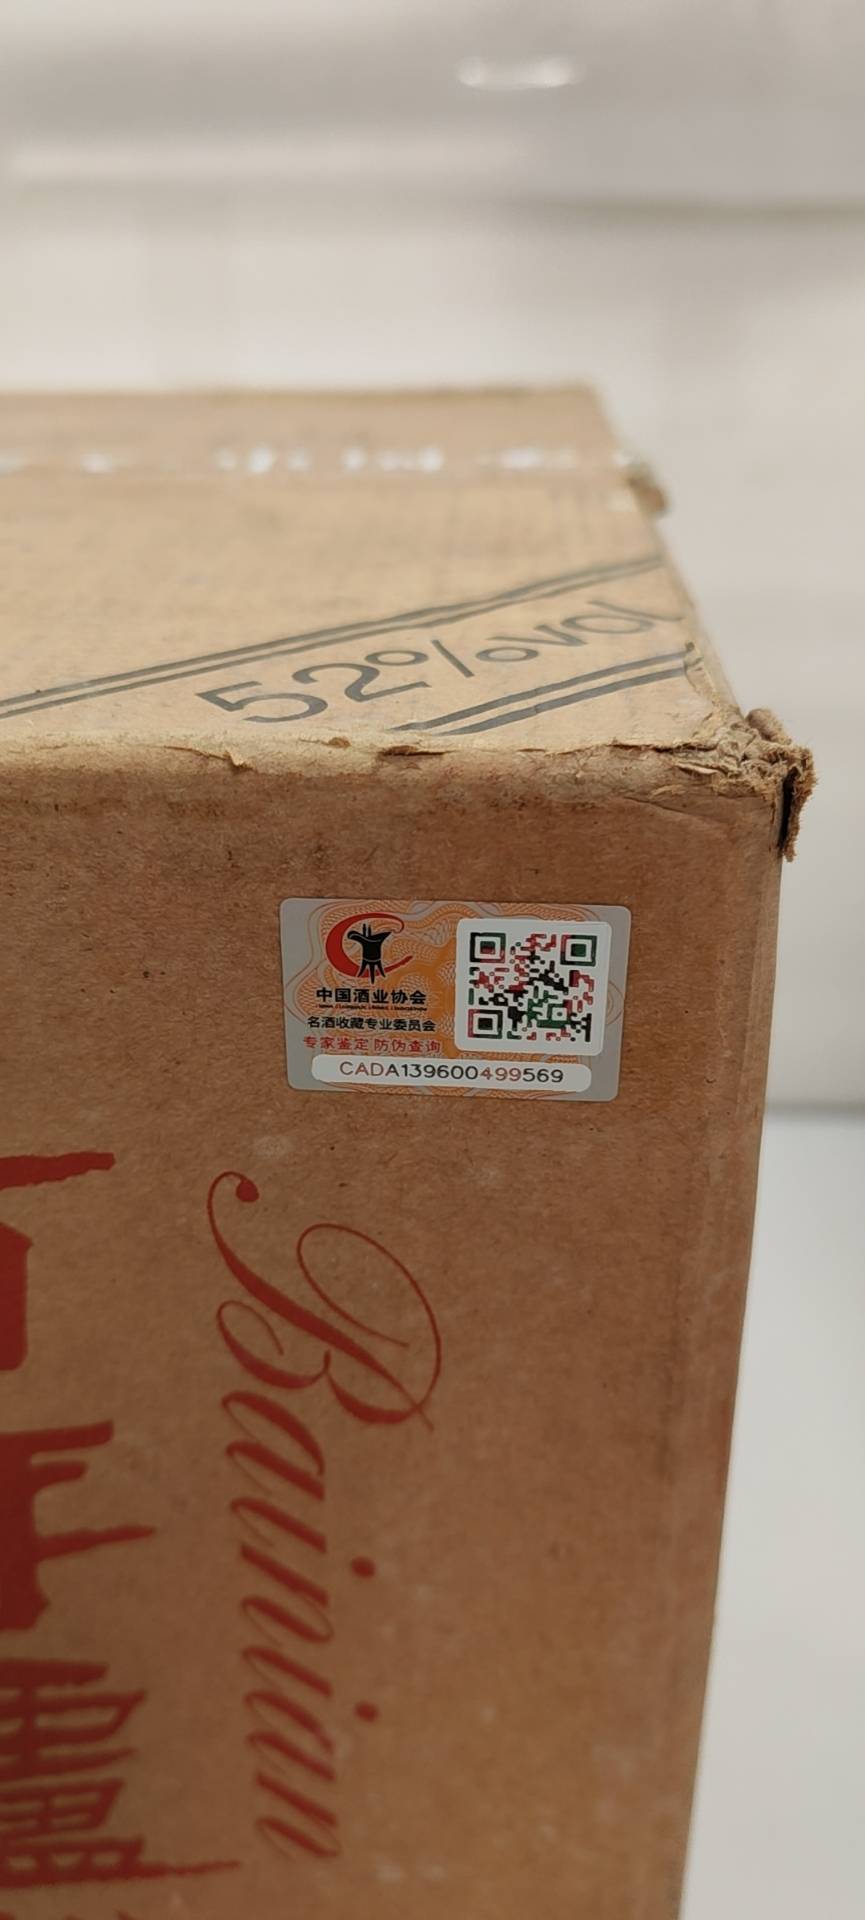 52%vol
中国酒业协会
名酒收藏专业委员会
专家鉴定 防伪查询
CADA139600499569
Bainian